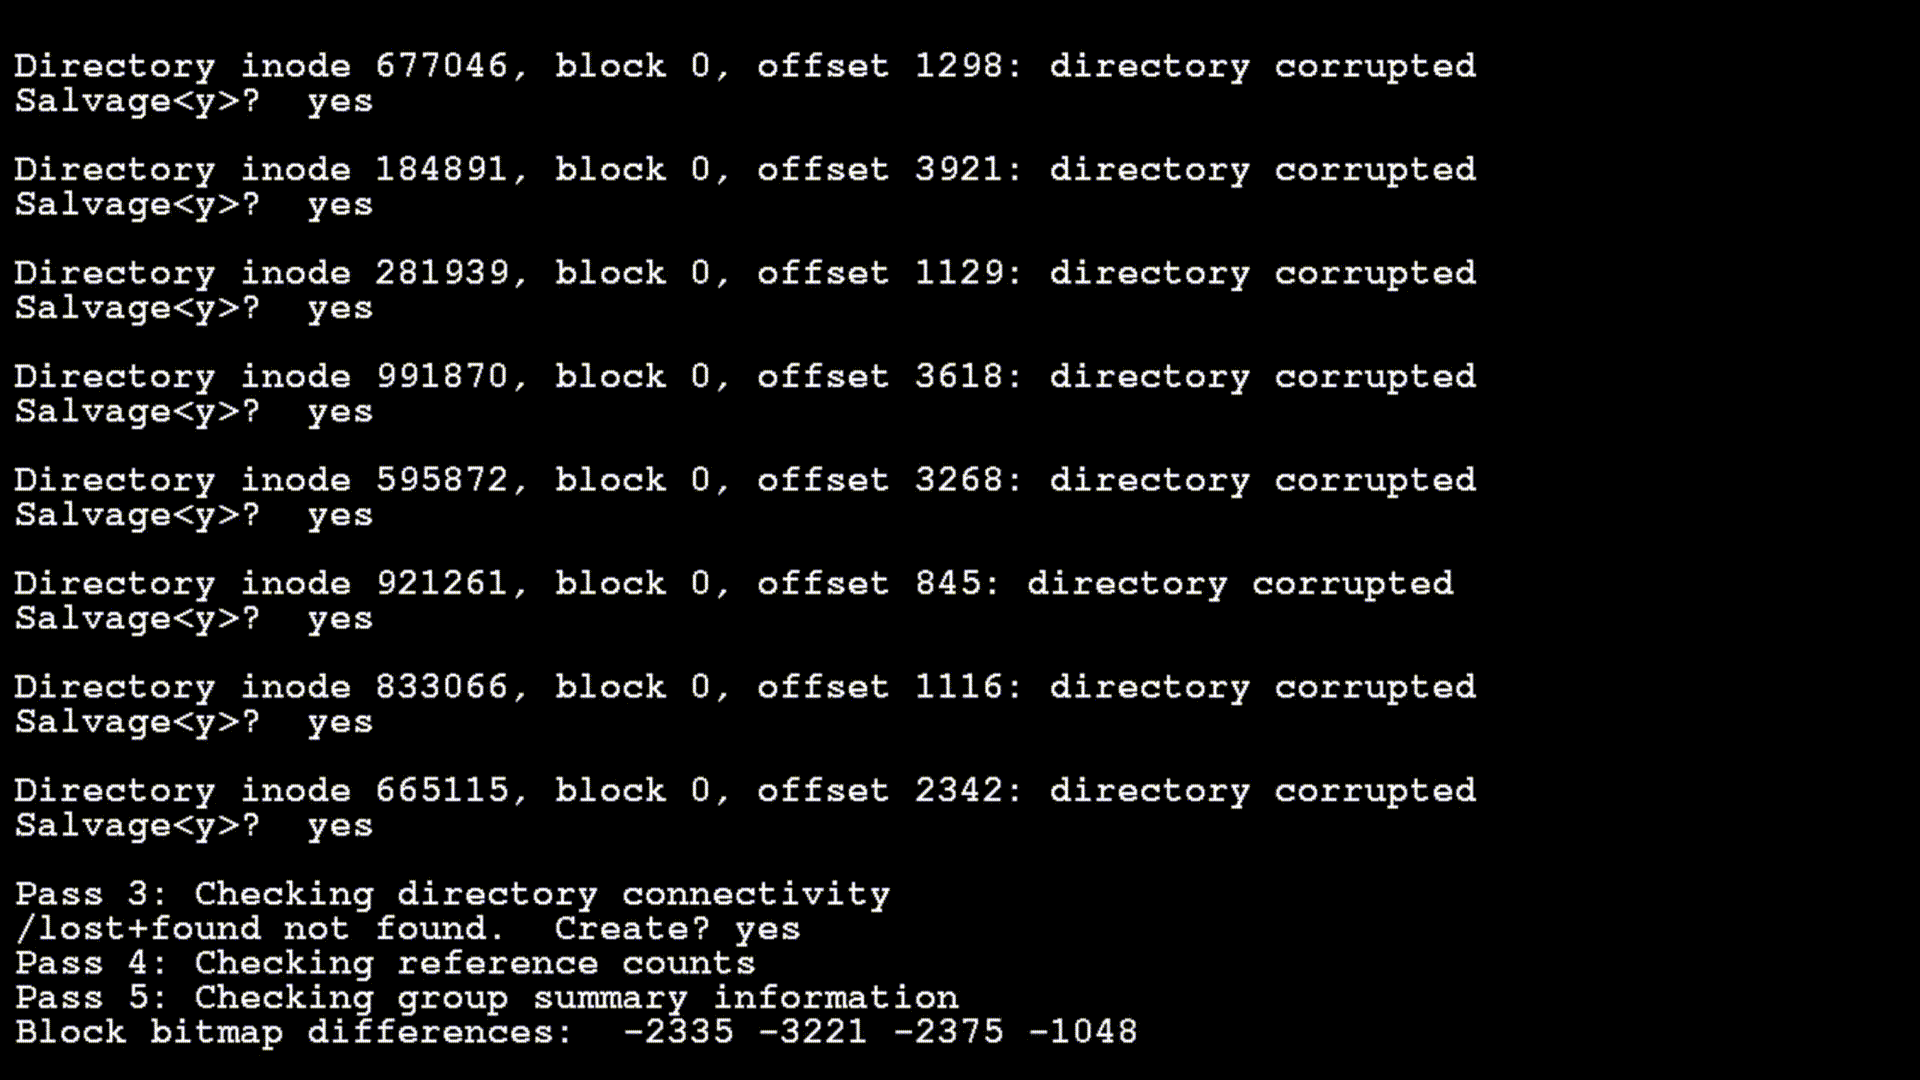 Directory inode 677046, block 0, offset 1298: directory corrupted
Salvage<y>?  yes
Directory inode 184891, block 0, offset 3921: directory corrupted
Salvage<y>?  yes
Directory inode 281939, block 0, offset 1129: directory corrupted
Salvage<y>?  yes
Directory inode 991870, block 0, offset 3618: directory corrupted
Salvage<y>?  yes
Directory inode 595872, block 0, offset 3268: directory corrupted
Salvage<y>?  yes
Directory inode 921261, block 0, offset 845: directory corrupted
Salvage<y>?  yes
Directory inode 833066, block 0, offset 1116: directory corrupted
Salvage<y>?  yes
Directory inode 665115, block 0, offset 2342: directory corrupted
Salvage<y>?  yes
Pass 3: Checking directory connectivity
/lost+found not found.  Create? yes
Pass 4: Checking reference counts
Pass 5: Checking group summary information
Block bitmap differences:  -2335 -3221 -2375 -1048